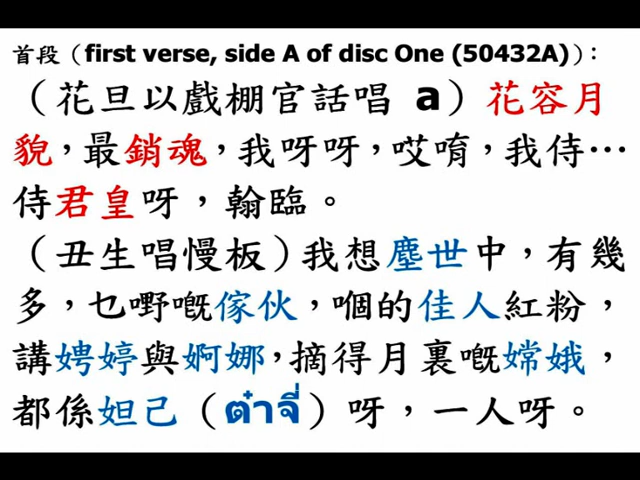 首段（first verse, side A of disc One (50432A)）：
（花旦以戲棚官話唱 a）花容月
貌，最銷魂，我呀呀，哎唷，我侍⋯
侍君皇呀，翰臨。
（丑生唱慢板）我想塵世中，有幾
多，乜嘢嘅傢伙，嗰的佳人紅粉，
講娉婷與婀娜，摘得月裏嘅嫦娥，
都係妲己（ต๋าจี่）呀，一人呀。